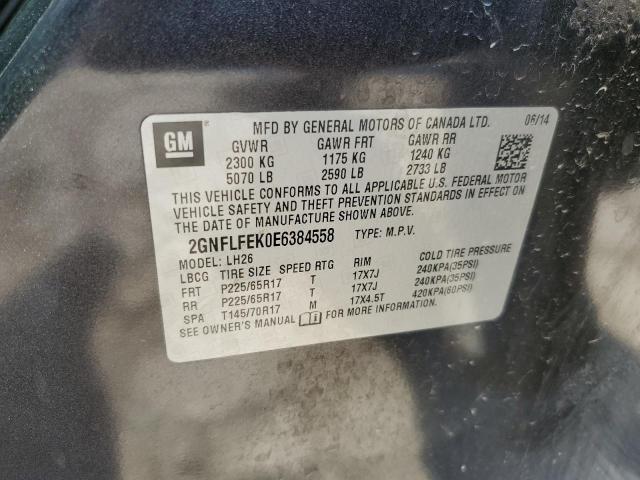 GM
MFD BY GENERAL MOTORS OF CANADA LTD. 06/14
GVWR GAWR FRT GAWR RR
2300 KG 1175 KG 1240 KG
5070 LB 2590 LB 2733 LB
THIS VEHICLE CONFORMS TO ALL APPLICABLE U.S. FEDERAL MOTOR
VEHICLE SAFETY AND THEFT PREVENTION STANDARDS IN EFFECT ON
THE DATE OF MANUFACTURE SHOWN ABOVE.
2GNFLFEK0E6384558 TYPE: M.P.V.
MODEL: LH26
LBCG TIRE SIZE SPEED RTG RIM COLD TIRE PRESSURE
FRT P225/65R17 T 17X7J 240KPA(35PSI)
RR P225/65R17 T 17X7J 240KPA(35PSI)
SPA T145/70R17 M 17X4.5T 420KPA(60PSI)
SEE OWNER'S MANUAL FOR MORE INFORMATION.